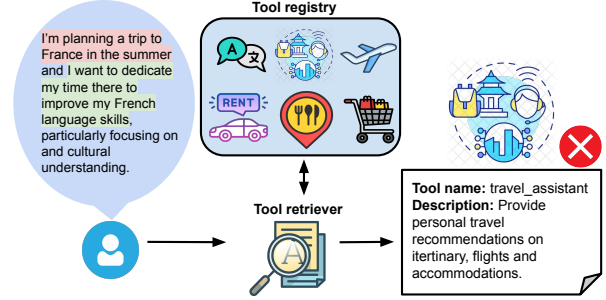 I'm planning a trip to
France in the summer
and I want to dedicate
my time there to
improve my French
language skills,
particularly focusing on
and cultural
understanding.
Tool registry
A
文
RENT
Tool retriever
A
Tool name: travel_assistant
Description: Provide
personal travel
recommendations on
itertinary, flights and
accommodations.